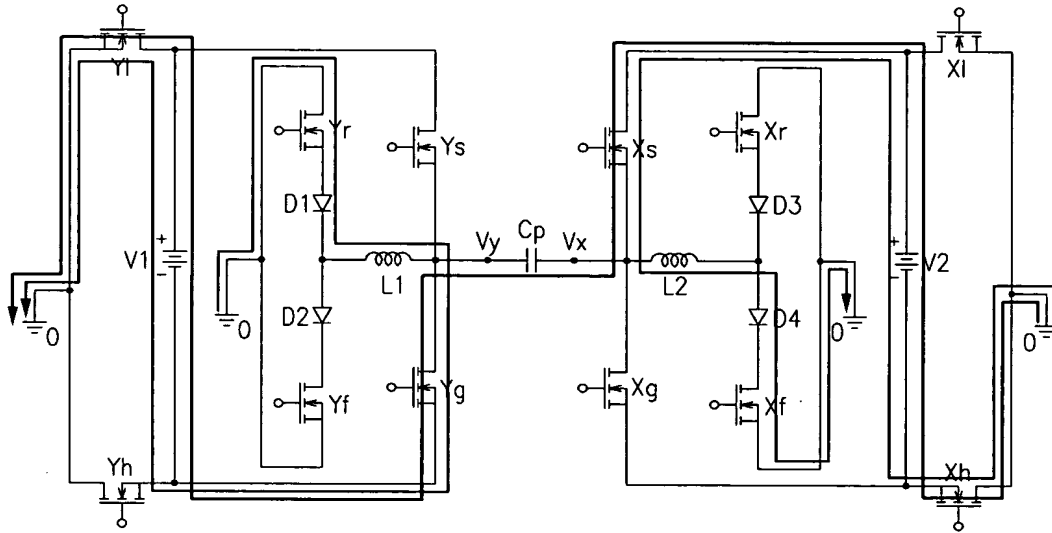 Yl
Xl
Yr
Ys
Xs
Xr
D1
D3
+
V1
−
Vy
Cp
Vx
+
V2
−
L1
L2
0
0
D2
D4
0
0
Yf
Yg
Xg
Xf
Yh
Xh